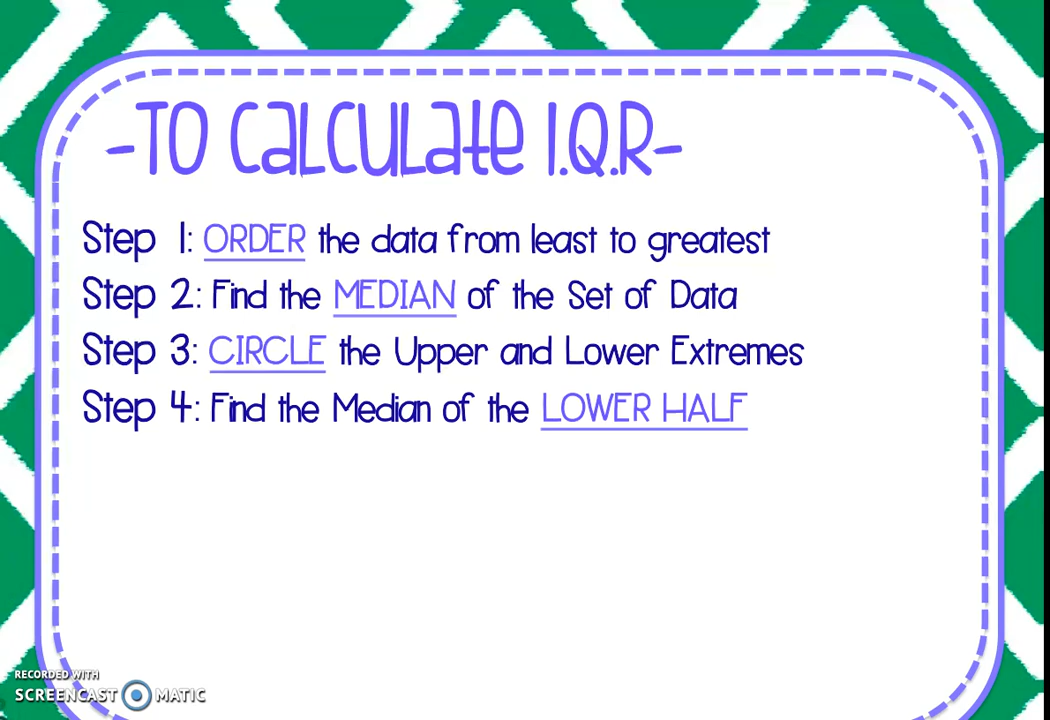 -TO CALCULATE I.Q.R-
Step 1: ORDER the data from least to greatest
Step 2: Find the MEDIAN of the Set of Data
Step 3: CIRCLE the Upper and Lower Extremes
Step 4: Find the Median of the LOWER HALF
RECORDED WITH
SCREENCAST MATIC